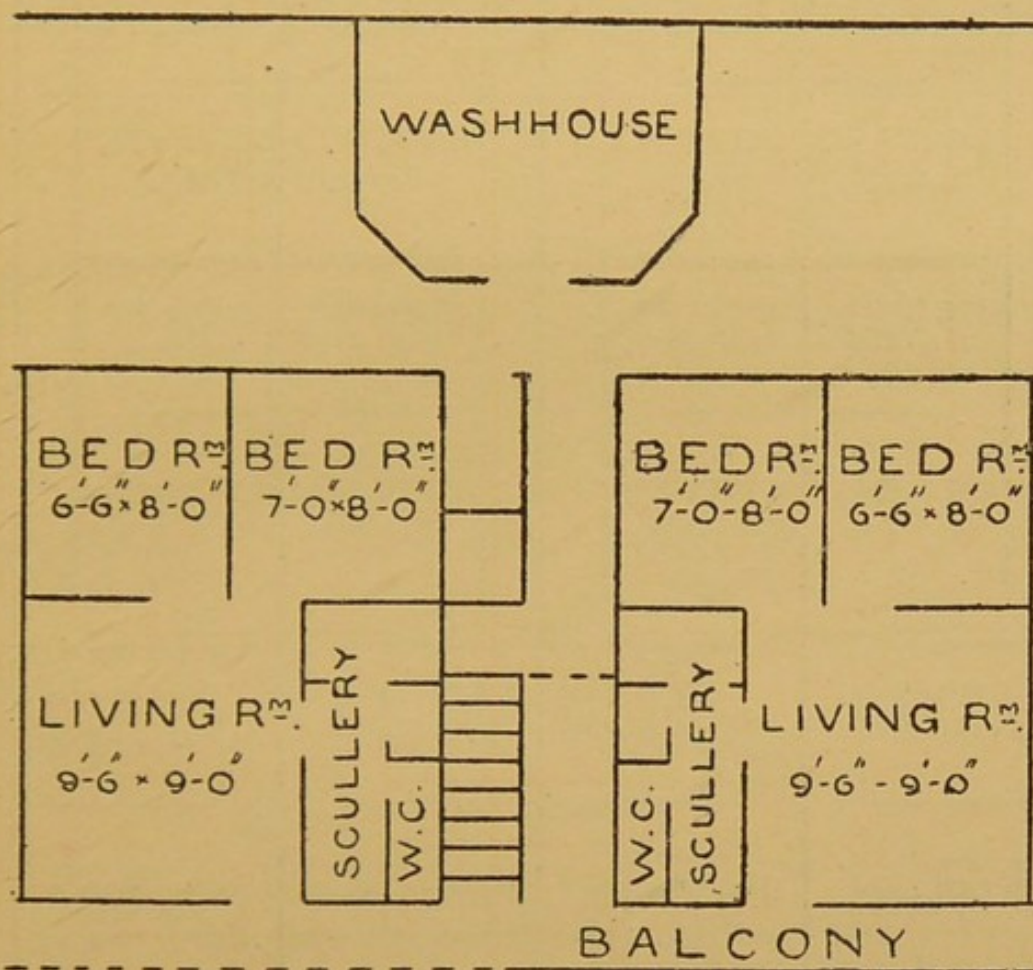 WASHHOUSE
BED Rm. BED Rm. BED Rm. BED Rm.
6'-6" x 8'-0" 7'-0" x 8'-0" 7'-0" - 8'-0" 6'-6" x 8'-0"
LIVING Rm. SCULLERY W.C. W.C. SCULLERY LIVING Rm.
9'-6" x 9'-0" 9'-6" - 9'-0"
BALCONY